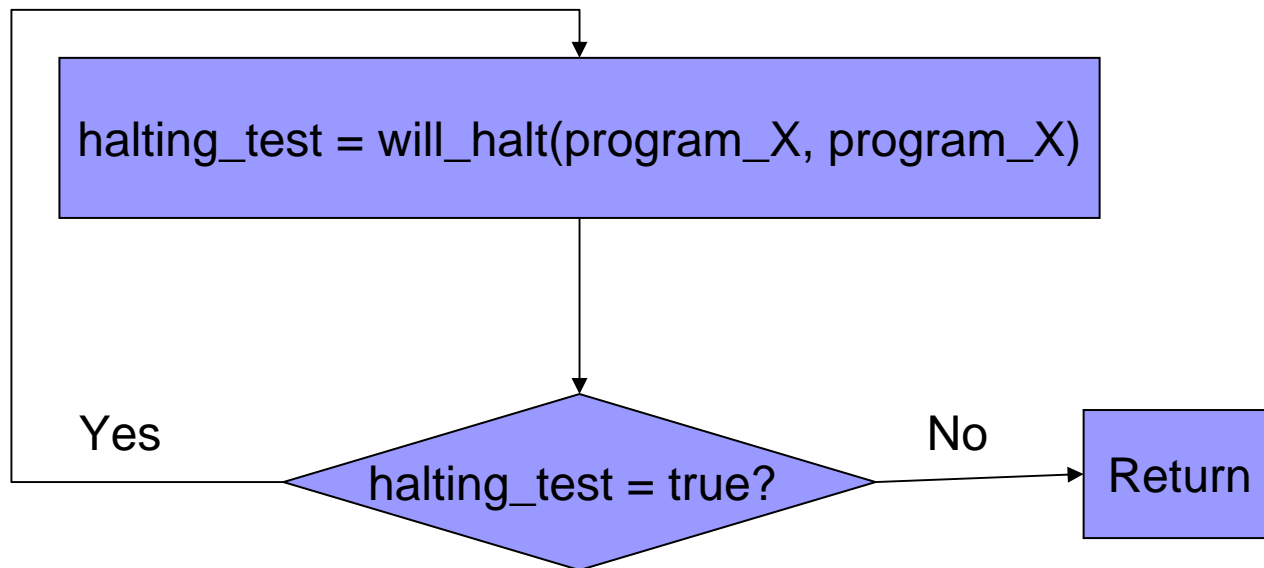 halting_test = will_halt(program_X, program_X)
Yes
No
halting_test = true?
Return